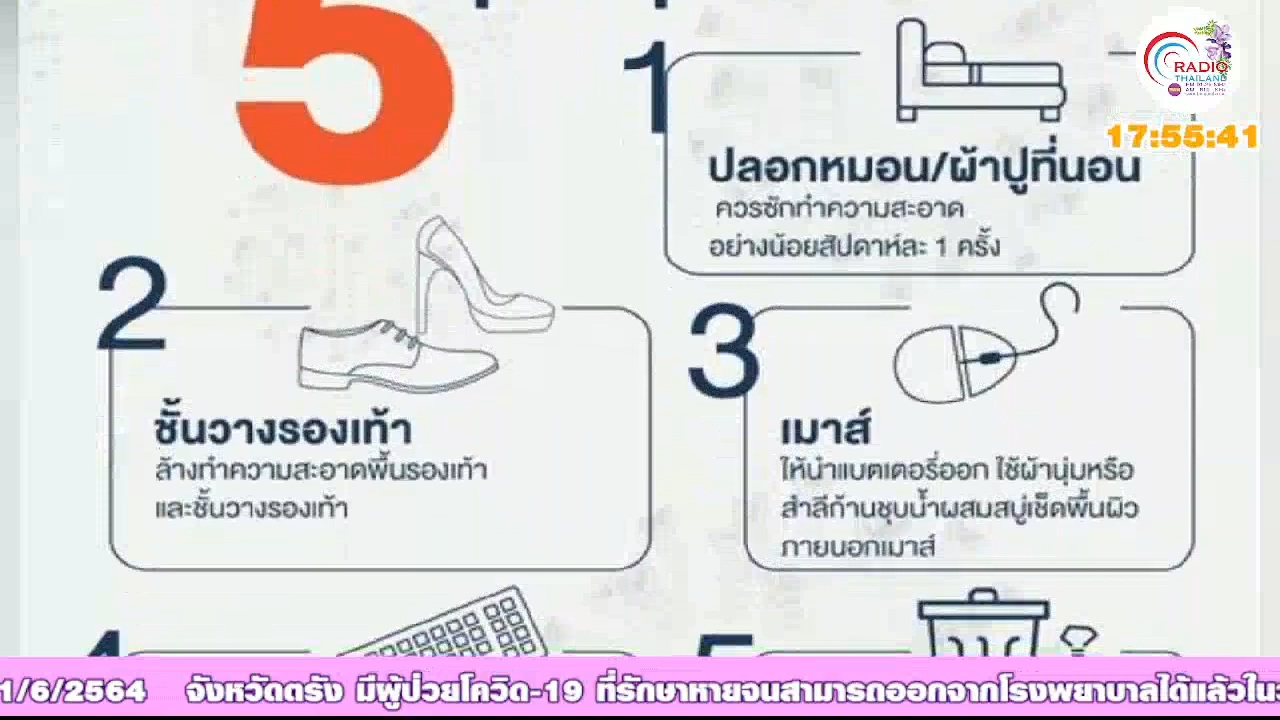 5
RADIO
THAILAND
17:55:41
1
ปลอกหมอน/ผ้าปูที่นอน
ควรซักทำความสะอาด
อย่างน้อยสัปดาห์ละ 1 ครั้ง
2
ชั้นวางรองเท้า
ล้างทำความสะอาดพื้นรองเท้า
และชั้นวางรองเท้า
3
เมาส์
ให้นำแบตเตอรี่ออก ใช้ผ้านุ่มหรือ
สำลีก้านชุบน้ำผสมสบู่เช็ดพื้นผิว
ภายนอกเมาส์
4
5
1/6/2564 จังหวัดตรัง มีผู้ป่วยโควิด-19 ที่รักษาหายจนสามารถออกจากโรงพยาบาลได้แล้วใน